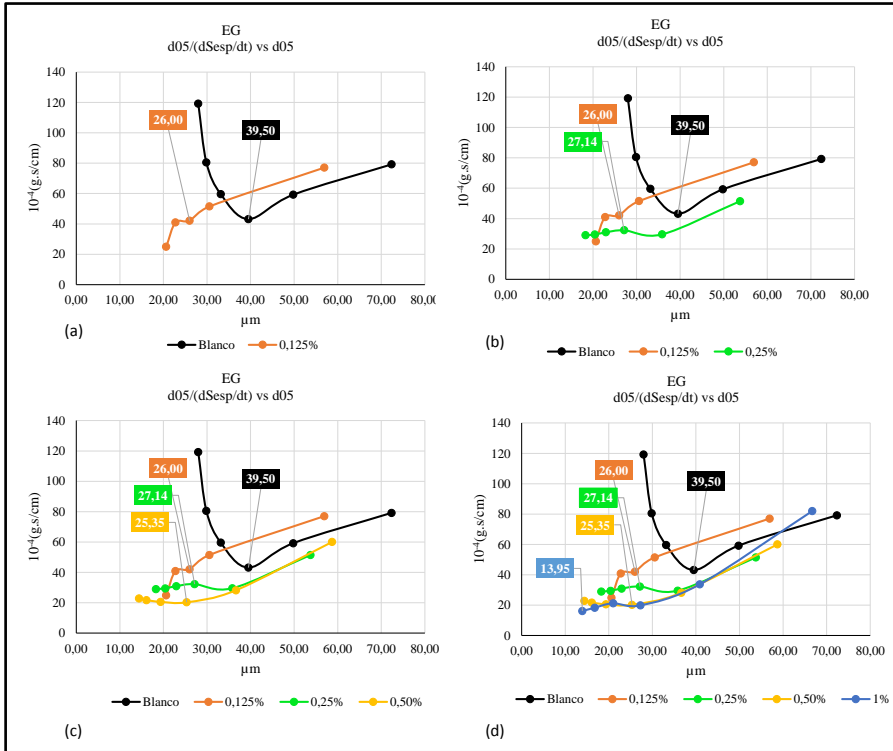 EG
d05/(dSesp/dt) vs d05
140
120
100
80
60
40
20
0
10⁻⁴(g.s/cm)
26,00
39,50
0,00 10,00 20,00 30,00 40,00 50,00 60,00 70,00 80,00
µm
(a)
Blanco 0,125%
EG
d05/(dSesp/dt) vs d05
140
120
100
80
60
40
20
0
10⁻⁴(g.s/cm)
26,00
39,50
27,14
0,00 10,00 20,00 30,00 40,00 50,00 60,00 70,00 80,00
µm
(b)
Blanco 0,125% 0,25%
EG
d05/(dSesp/dt) vs d05
140
120
100
80
60
40
20
0
10⁻⁴(g.s/cm)
26,00
39,50
27,14
25,35
0,00 10,00 20,00 30,00 40,00 50,00 60,00 70,00 80,00
µm
Blanco 0,125% 0,25% 0,50%
(c)
EG
d05/(dSesp/dt) vs d05
140
120
100
80
60
40
20
0
10⁻⁴(g.s/cm)
26,00
39,50
27,14
25,35
13,95
0,00 10,00 20,00 30,00 40,00 50,00 60,00 70,00 80,00
µm
Blanco 0,125% 0,25% 0,50% 1%
(d)